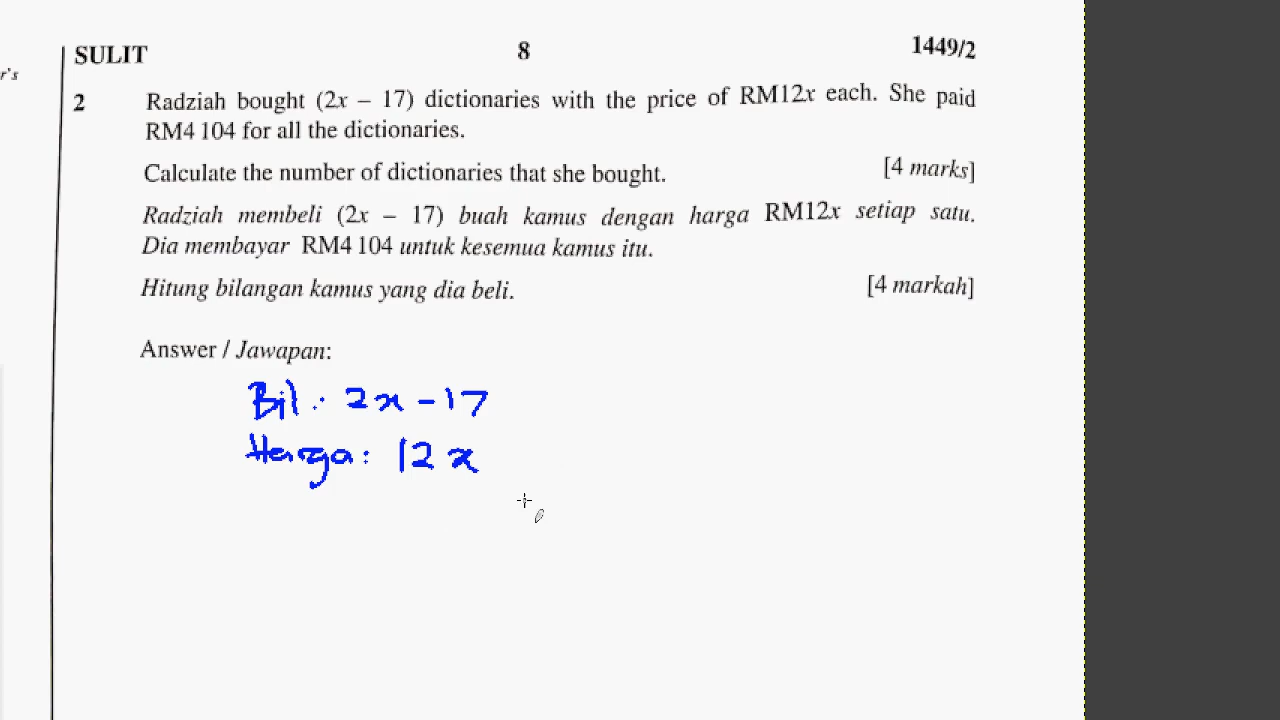 SULIT 8 1449/2
r's
2 Radziah bought (2x – 17) dictionaries with the price of RM12x each. She paid
RM4 104 for all the dictionaries.
Calculate the number of dictionaries that she bought. [4 marks]
Radziah membeli (2x – 17) buah kamus dengan harga RM12x setiap satu.
Dia membayar RM4 104 untuk kesemua kamus itu.
Hitung bilangan kamus yang dia beli. [4 markah]
Answer / Jawapan:
Bil : 2x – 17
Harga : 12 x